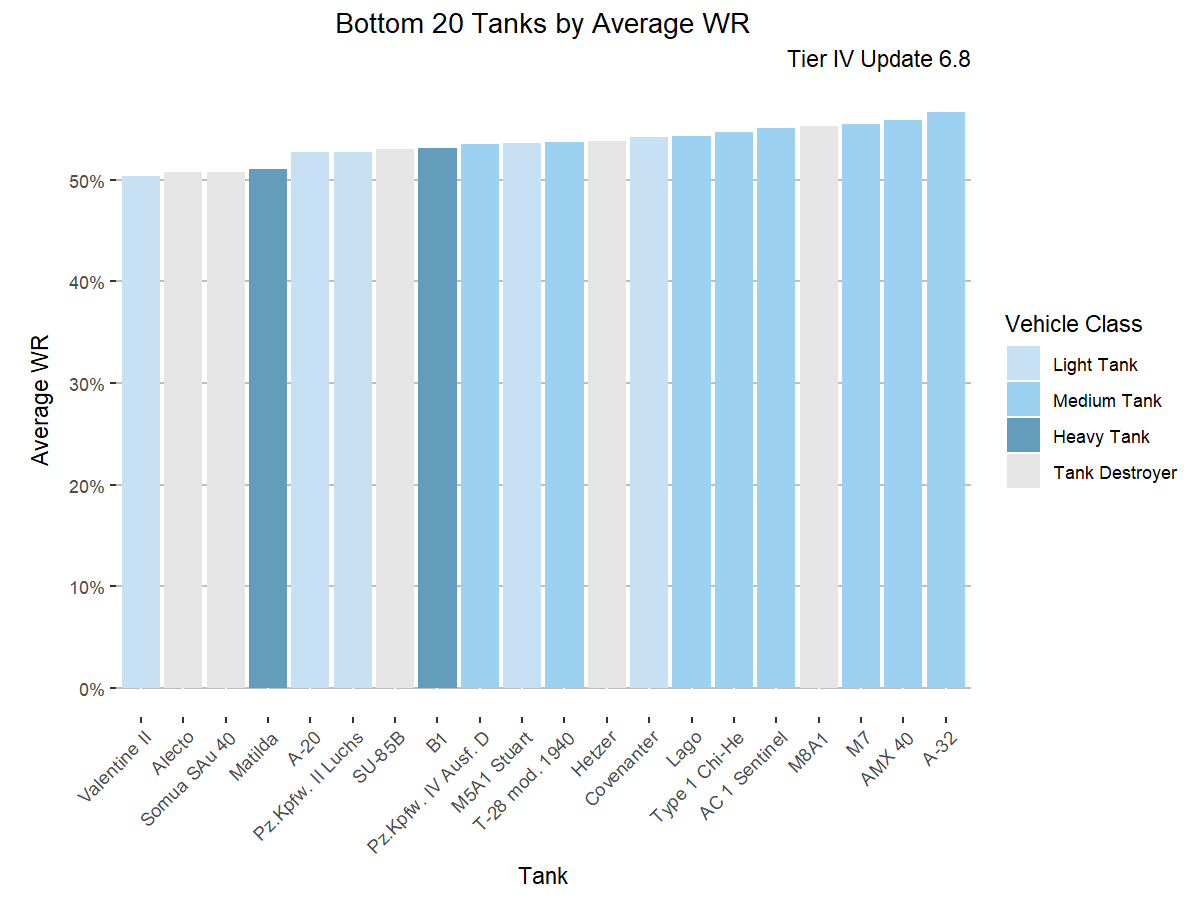 Bottom 20 Tanks by Average WR
Tier IV Update 6.8
Average WR
50%
40%
30%
20%
10%
0%
Valentine II
Alecto
Somua SAu 40
Matilda
A-20
Pz.Kpfw. II Luchs
SU-85B
B1
Pz.Kpfw. IV Ausf. D
M5A1 Stuart
T-28 mod. 1940
Hetzer
Covenanter
Lago
Type 1 Chi-He
AC 1 Sentinel
M8A1
M7
AMX 40
A-32
Tank
Vehicle Class
Light Tank
Medium Tank
Heavy Tank
Tank Destroyer